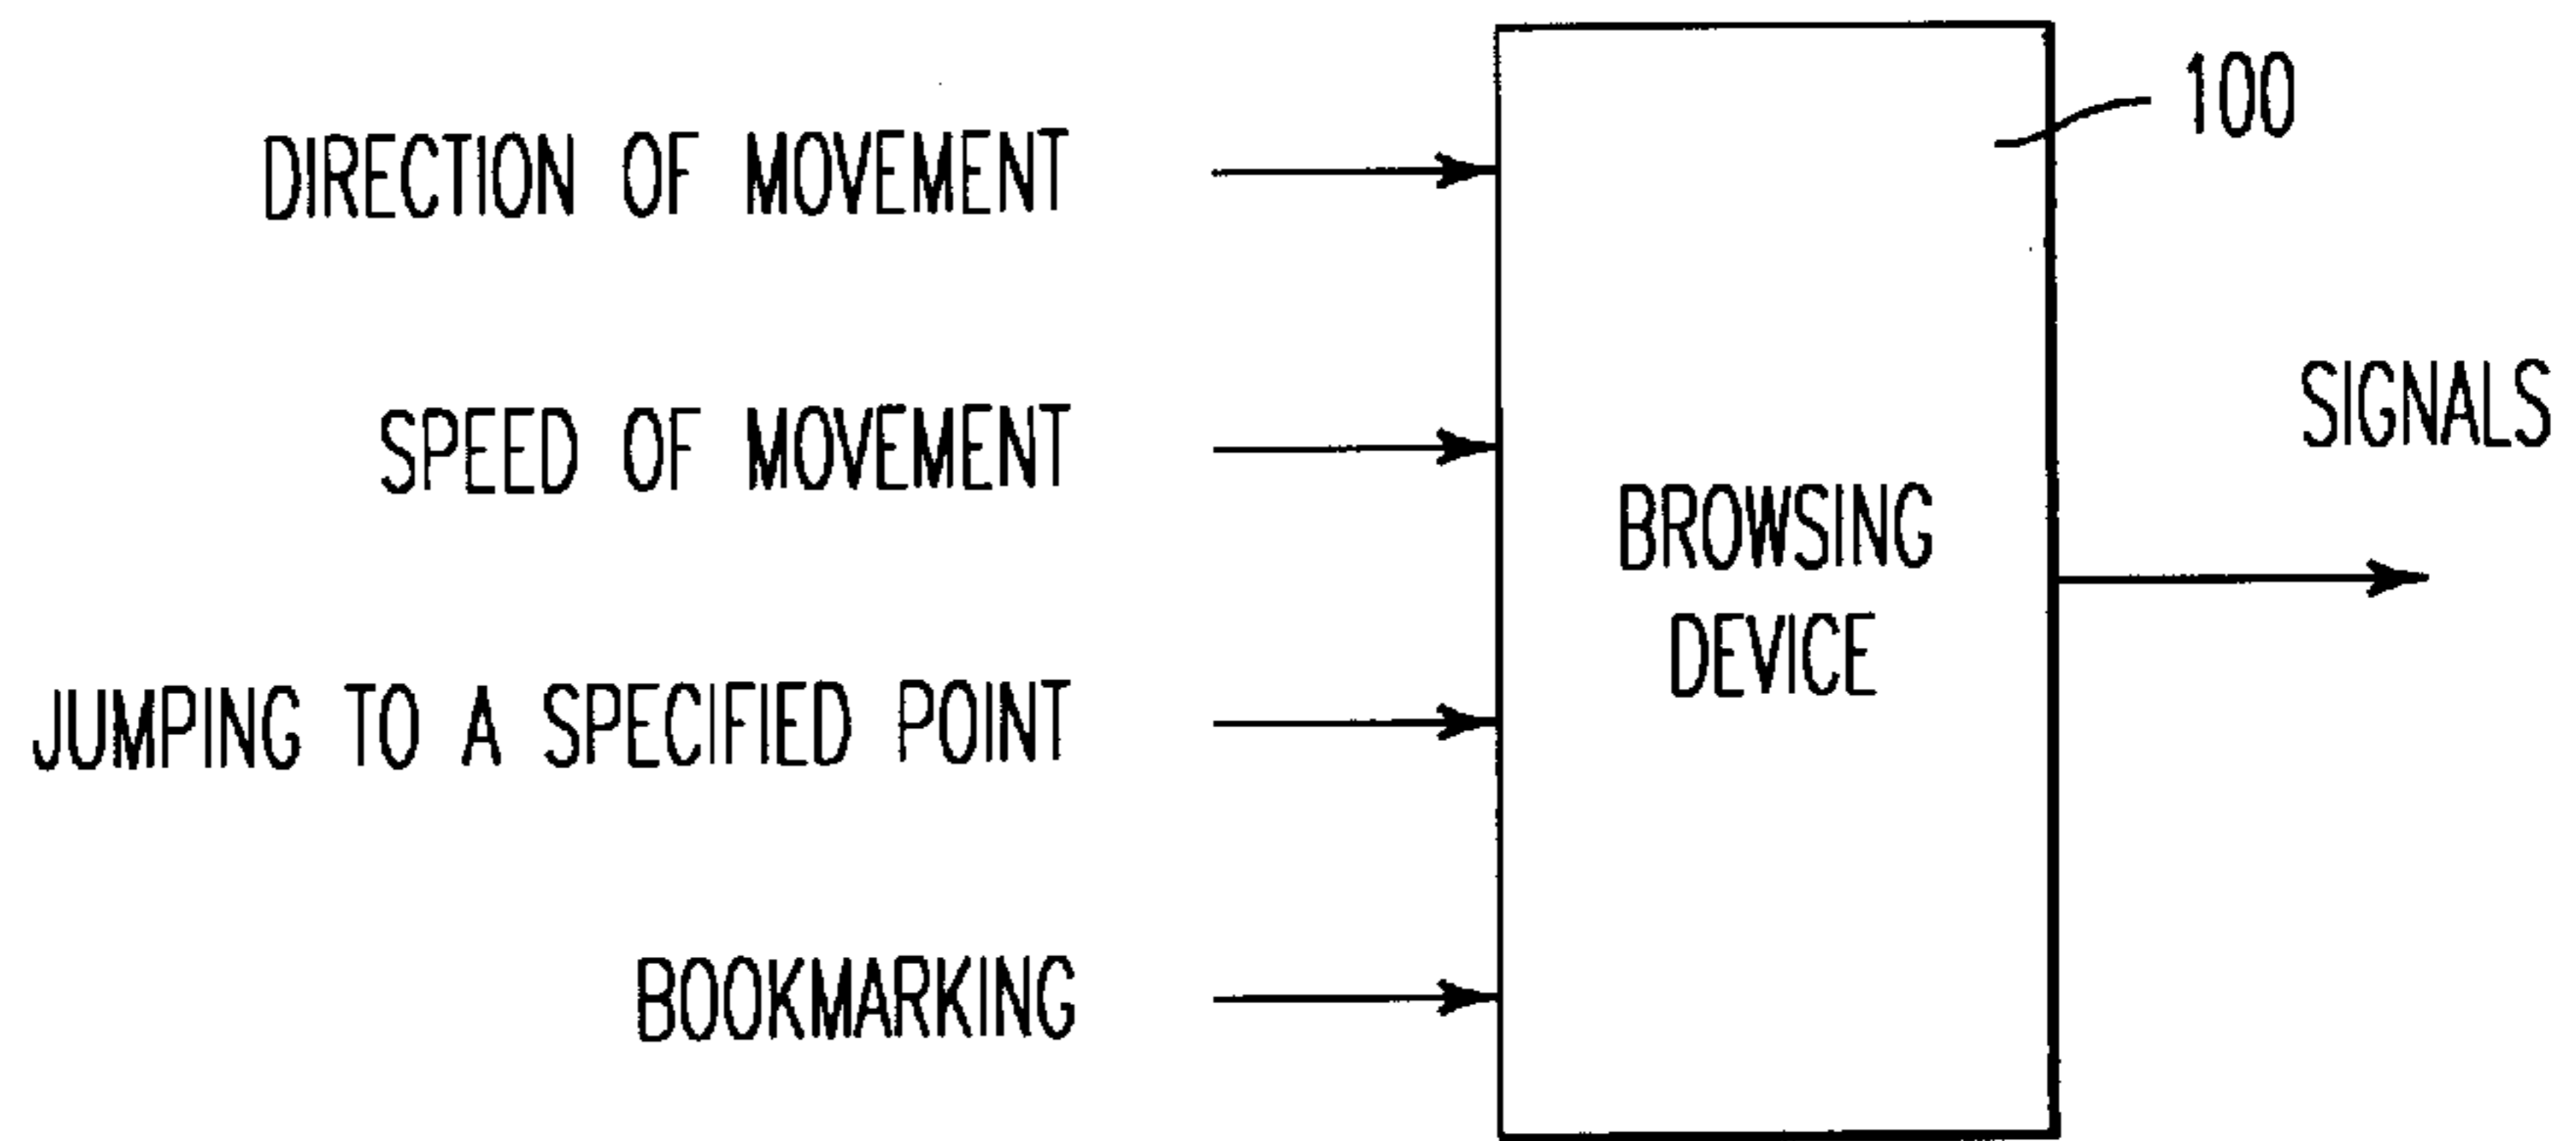 DIRECTION OF MOVEMENT
100
SPEED OF MOVEMENT
SIGNALS
BROWSING
DEVICE
JUMPING TO A SPECIFIED POINT
BOOKMARKING